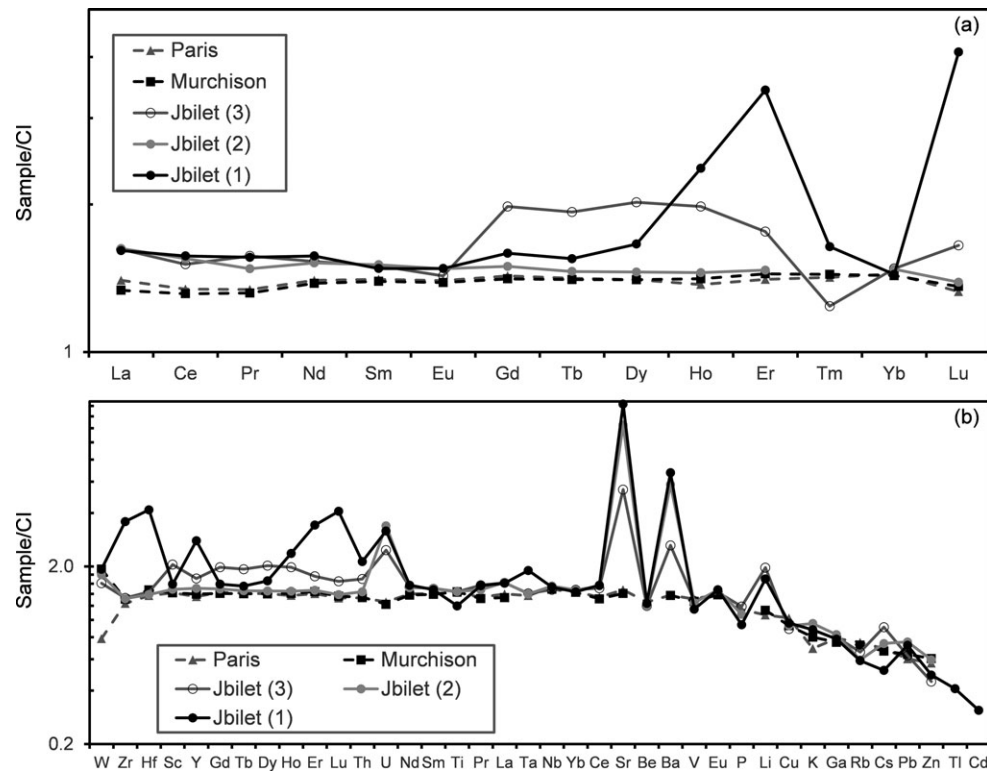 (a)
Paris
Murchison
Jbilet (3)
Jbilet (2)
Jbilet (1)
Sample/CI
1
La Ce Pr Nd Sm Eu Gd Tb Dy Ho Er Tm Yb Lu
(b)
Sample/CI
2.0
Paris Murchison
Jbilet (3) Jbilet (2)
Jbilet (1)
0.2
W Zr Hf Sc Y Gd Tb Dy Ho Er Lu Th U Nd Sm Ti Pr La Ta Nb Yb Ce Sr Be Ba V Eu P Li Cu K Ga Rb Cs Pb Zn Tl Cd